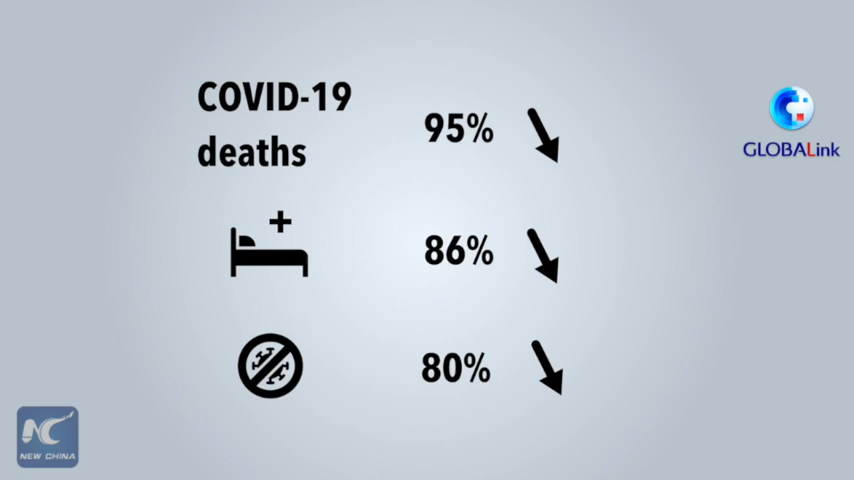 COVID-19
deaths
95%
86%
80%
GLOBALink
NEW CHINA